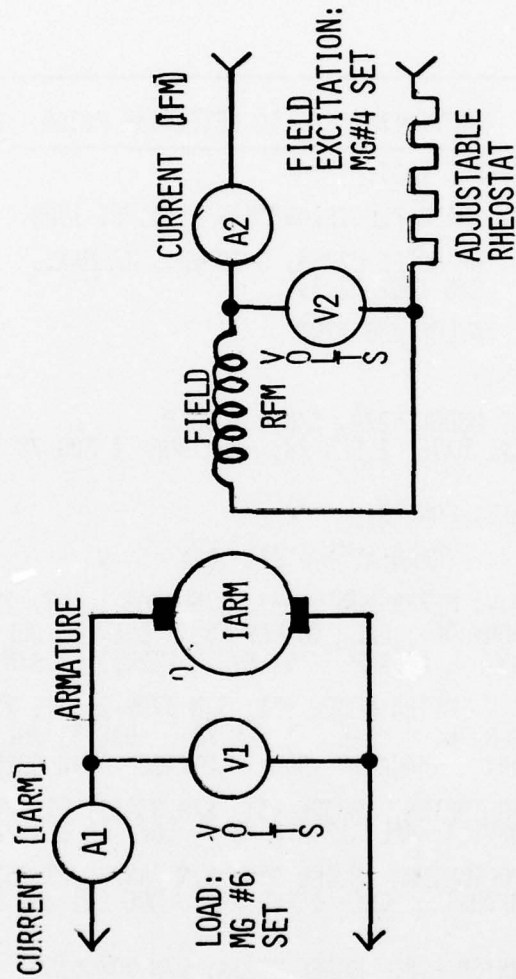 CURRENT [IARM]
A1
ARMATURE
LOAD:
MG #6
SET
VOLTS
V1
IARM
η
FIELD
RFM
VOLTS
V2
CURRENT [IFM]
A2
FIELD
EXCITATION:
MG#4 SET
ADJUSTABLE
RHEOSTAT